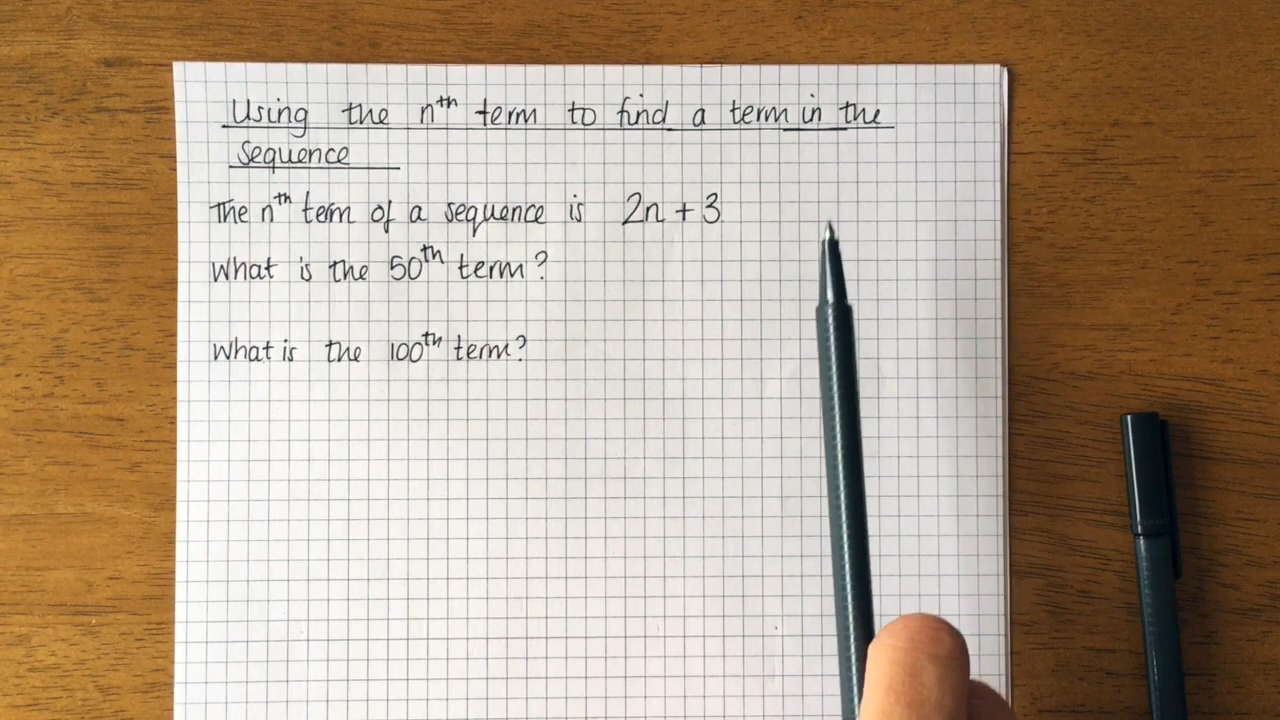 Using the nth term to find a term in the
Sequence
The nth term of a sequence is 2n + 3
What is the 50th term?
What is the 100th term?